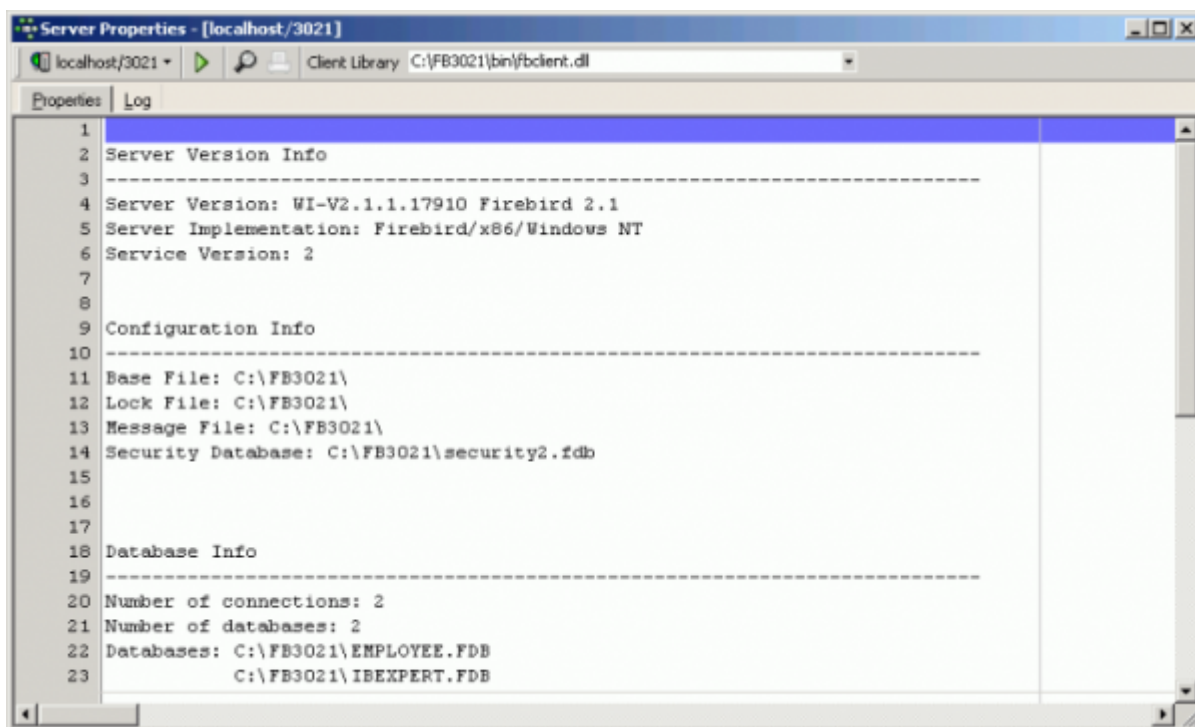 Server Properties - [localhost/3021]
localhost/3021 Client Library C:\FB3021\bin\fbclient.dll
Properties Log
1
2 Server Version Info
3 ---------------------------------------------------------------------------
4 Server Version: WI-V2.1.1.17910 Firebird 2.1
5 Server Implementation: Firebird/x86/Windows NT
6 Service Version: 2
7
8
9 Configuration Info
10 ---------------------------------------------------------------------------
11 Base File: C:\FB3021\
12 Lock File: C:\FB3021\
13 Message File: C:\FB3021\
14 Security Database: C:\FB3021\security2.fdb
15
16
17
18 Database Info
19 ---------------------------------------------------------------------------
20 Number of connections: 2
21 Number of databases: 2
22 Databases: C:\FB3021\EMPLOYEE.FDB
23 C:\FB3021\IBEXPERT.FDB